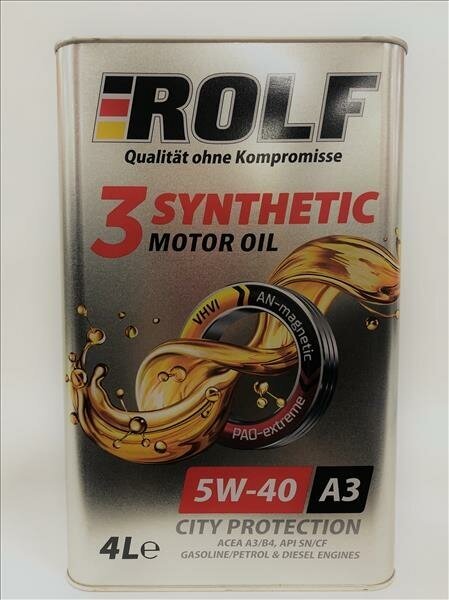 ROLF
Qualität ohne Kompromisse
3 SYNTHETIC
MOTOR OIL
VHVI
AN-magnetic
PAO-extreme
5W-40 A3
CITY PROTECTION
ACEA A3/B4, API SN/CF
4L℮ GASOLINE/PETROL & DIESEL ENGINES